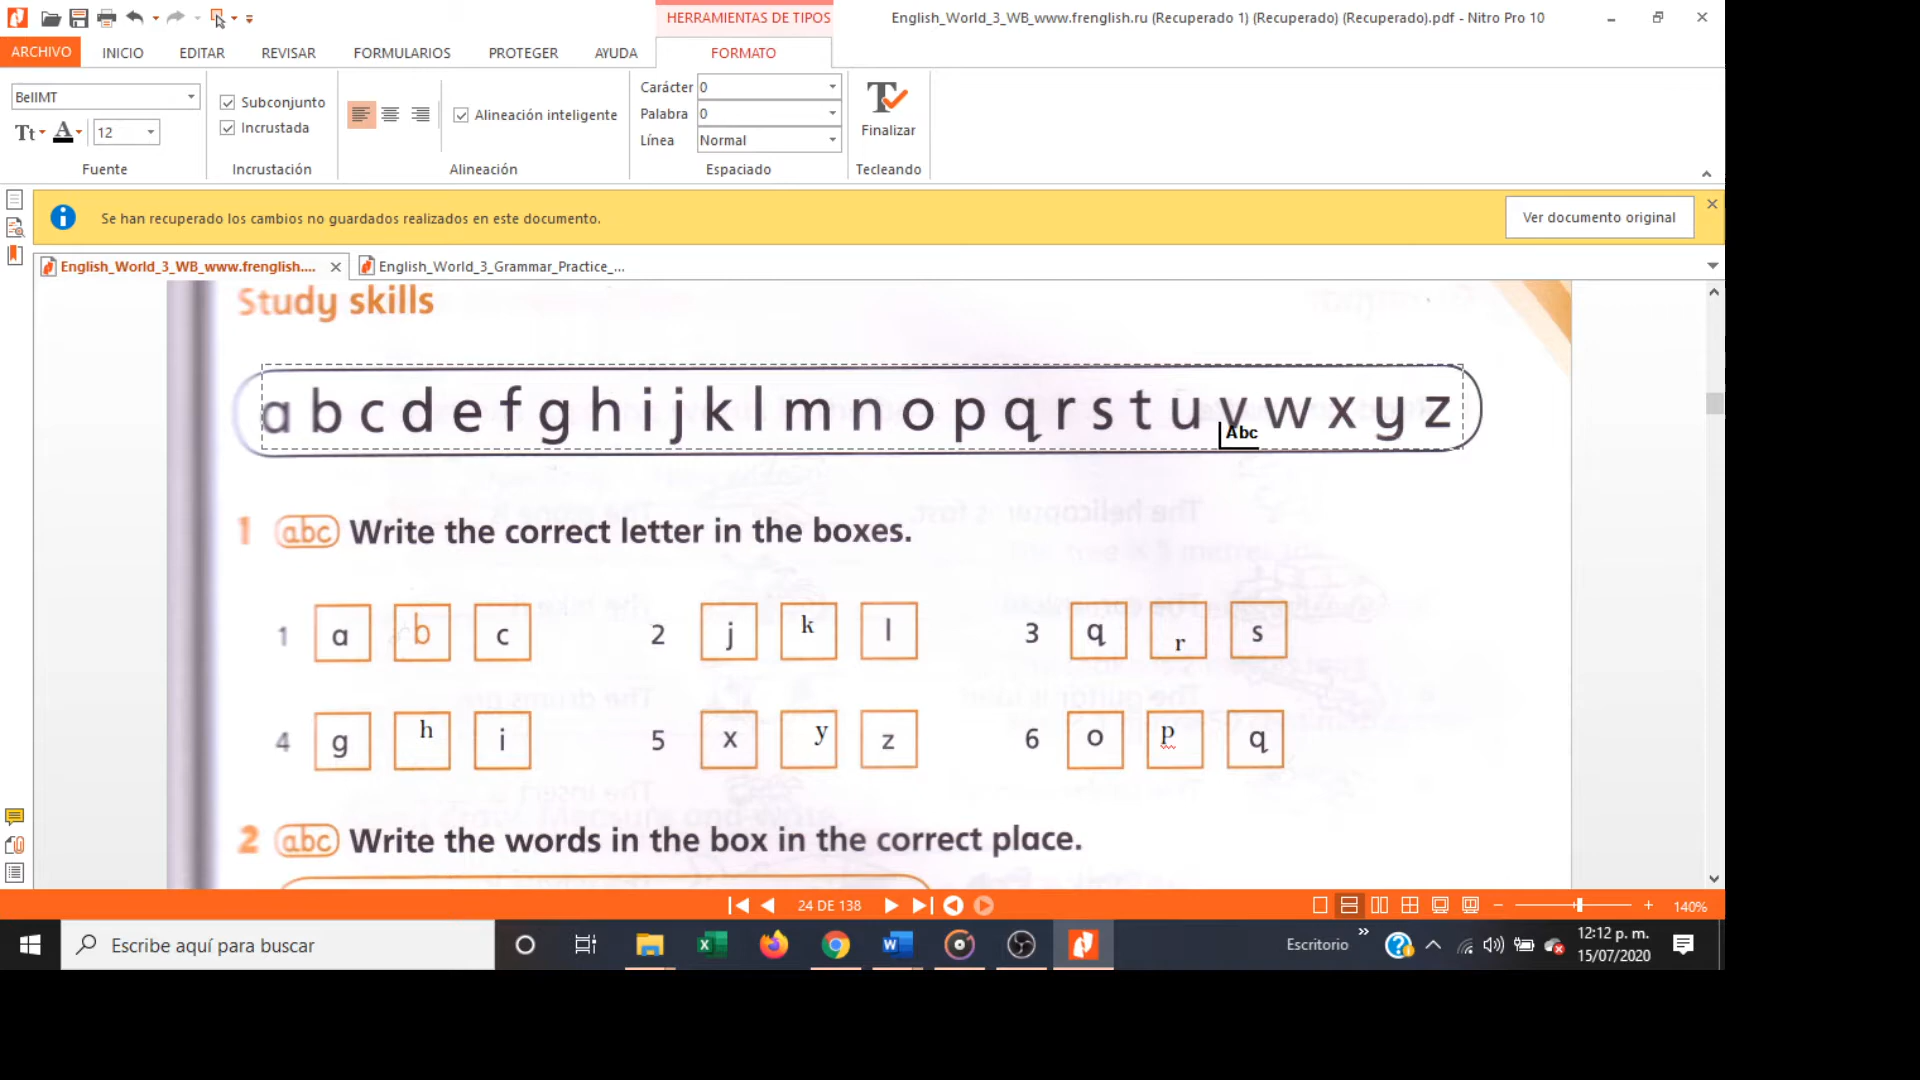 HERRAMIENTAS DE TIPOS
English_World_3_WB_www.frenglish.ru (Recuperado 1) (Recuperado) (Recuperado).pdf - Nitro Pro 10
ARCHIVO INICIO EDITAR REVISAR FORMULARIOS PROTEGER AYUDA FORMATO
BellMT
Tt A 12
Fuente
Subconjunto
Incrustada
Incrustación
Alineación inteligente
Alineación
Carácter 0
Palabra 0
Línea Normal
Espaciado
Finalizar
Tecleando
Se han recuperado los cambios no guardados realizados en este documento.
Ver documento original
English_World_3_WB_www.frenglish.... English_World_3_Grammar_Practice_...
Study skills
a b c d e f g h i j k l m n o p q r s t u v w x y z
Abc
1 abc Write the correct letter in the boxes.
1 a b c 2 j k l 3 q r s
4 g h i 5 x y z 6 o p q
2 abc Write the words in the box in the correct place.
24 DE 138
140%
Escribe aquí para buscar
Escritorio
12:12 p. m.
15/07/2020